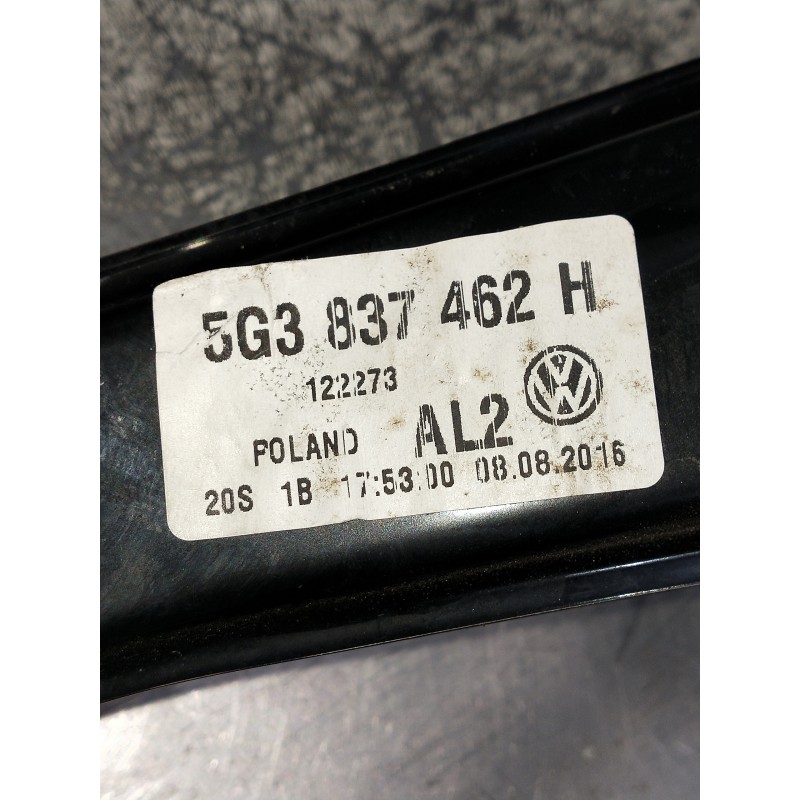 5G3 837 462 H
122273
POLAND AL2
20S 1B 17:53:00 08.08.2016